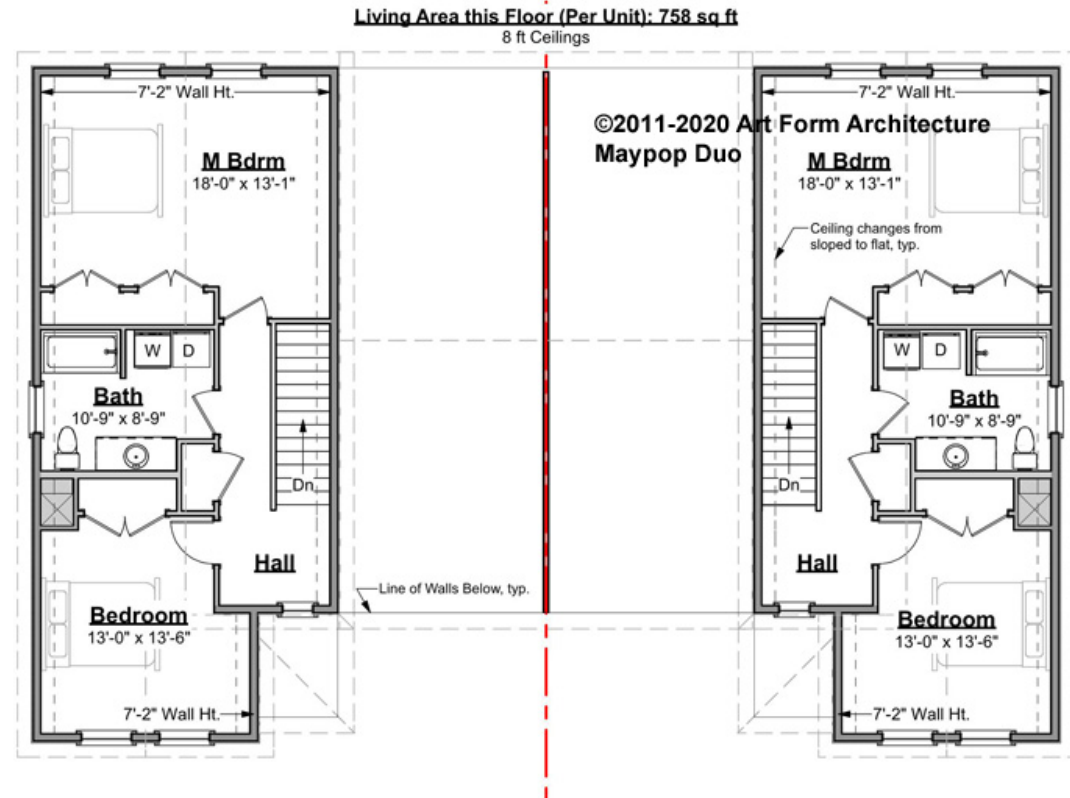 Living Area this Floor (Per Unit): 758 sq ft
8 ft Ceilings
7'-2" Wall Ht.
7'-2" Wall Ht.
©2011-2020 Art Form Architecture
Maypop Duo
M Bdrm
18'-0" x 13'-1"
M Bdrm
18'-0" x 13'-1"
Ceiling changes from
sloped to flat, typ.
W D
W D
Bath
10'-9" x 8'-9"
Bath
10'-9" x 8'-9"
Dn
Dn
Hall
Hall
Line of Walls Below, typ.
Bedroom
13'-0" x 13'-6"
Bedroom
13'-0" x 13'-6"
7'-2" Wall Ht.
7'-2" Wall Ht.